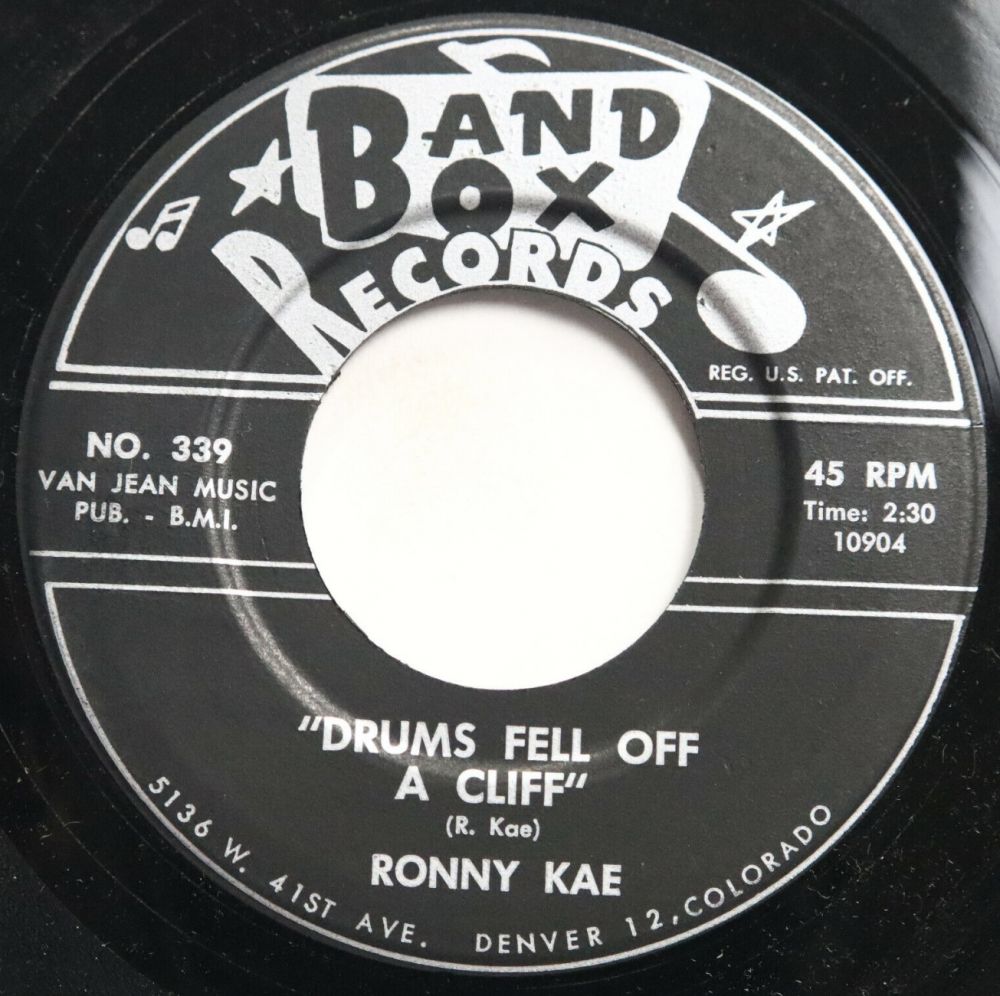 BAND
BOX
RECORDS
REG. U.S. PAT. OFF.
NO. 339
VAN JEAN MUSIC
PUB. - B.M.I.
45 RPM
Time: 2:30
10904
"DRUMS FELL OFF
A CLIFF"
(R. Kae)
RONNY KAE
5136 W. 41ST AVE. DENVER 12, COLORADO